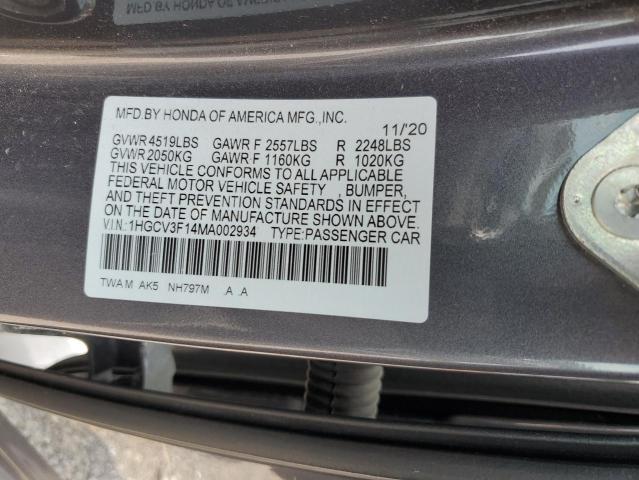 MFD.BY HONDA OF AMERICA MFG.,INC.
11/'20
GVWR 4519LBS GAWR F 2557LBS R 2248LBS
GVWR 2050KG GAWR F 1160KG R 1020KG
THIS VEHICLE CONFORMS TO ALL APPLICABLE
FEDERAL MOTOR VEHICLE SAFETY , BUMPER,
AND THEFT PREVENTION STANDARDS IN EFFECT
ON THE DATE OF MANUFACTURE SHOWN ABOVE.
V.I.N.:1HGCV3F14MA002934 TYPE:PASSENGER CAR
TWA M AK5 NH797M .A .A